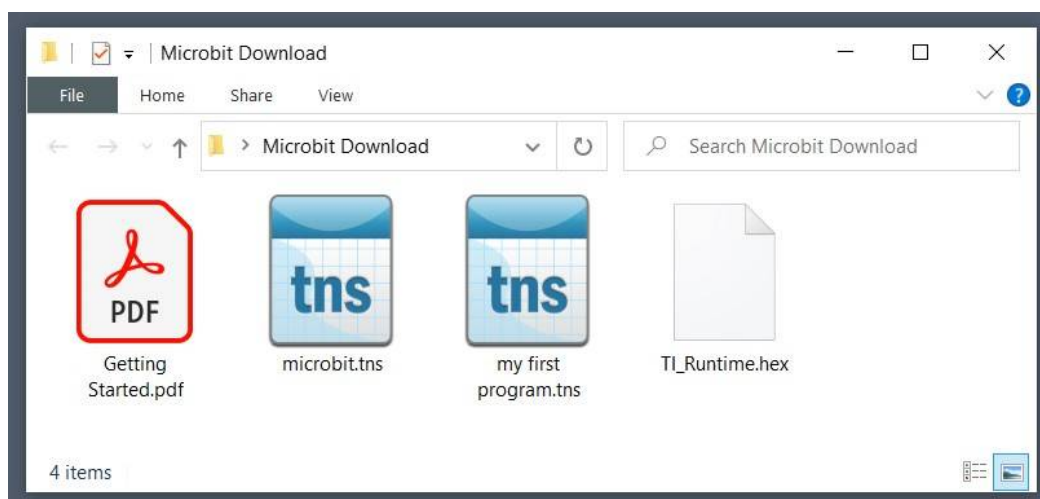 Microbit Download
File Home Share View
?
Microbit Download
Search Microbit Download
PDF
tns
tns
Getting
Started.pdf
microbit.tns
my first
program.tns
TI_Runtime.hex
4 items